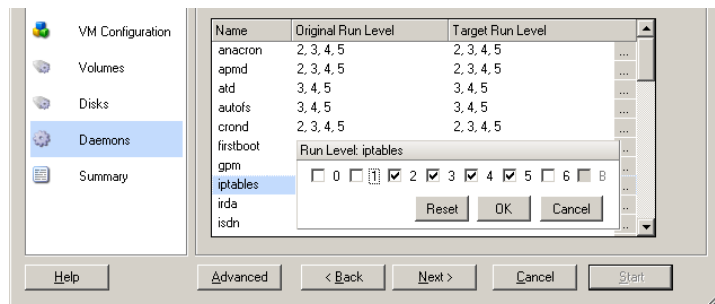 VM Configuration
Volumes
Disks
Daemons
Summary
Name Original Run Level Target Run Level
anacron 2, 3, 4, 5 2, 3, 4, 5 ...
apmd 2, 3, 4, 5 2, 3, 4, 5 ...
atd 3, 4, 5 3, 4, 5 ...
autofs 3, 4, 5 3, 4, 5 ...
crond 2, 3, 4, 5 2, 3, 4, 5 ...
firstboot
gpm
iptables
irda
isdn
Run Level: iptables
0 1 2 3 4 5 6 B
Reset OK Cancel
Help Advanced < Back Next > Cancel Start